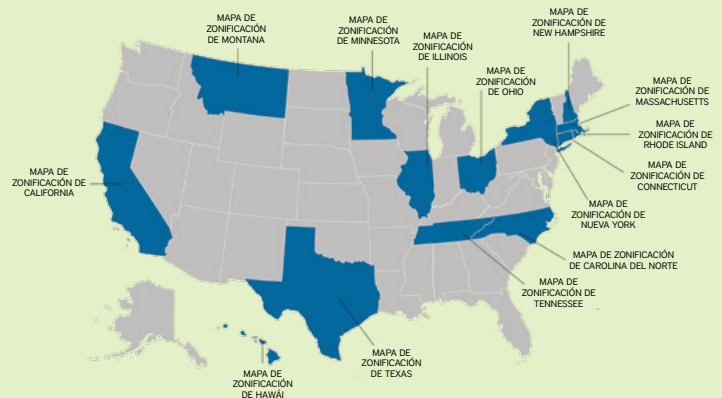 MAPA DE
ZONIFICACIÓN
DE MONTANA
MAPA DE
ZONIFICACIÓN
DE MINNESOTA
MAPA DE
ZONIFICACIÓN
DE ILLINOIS
MAPA DE
ZONIFICACIÓN DE
NEW HAMPSHIRE
MAPA DE
ZONIFICACIÓN
DE OHIO
MAPA DE
ZONIFICACIÓN DE
MASSACHUSETTS
MAPA DE
ZONIFICACIÓN DE
RHODE ISLAND
MAPA DE
ZONIFICACIÓN DE
CONNECTICUT
MAPA DE
ZONIFICACIÓN DE
NUEVA YORK
MAPA DE
ZONIFICACIÓN DE
CALIFORNIA
MAPA DE ZONIFICACIÓN
DE CAROLINA DEL NORTE
MAPA DE
ZONIFICACIÓN DE
TENNESSEE
MAPA DE
ZONIFICACIÓN
DE TEXAS
MAPA DE
ZONIFICACIÓN
DE HAWÁI